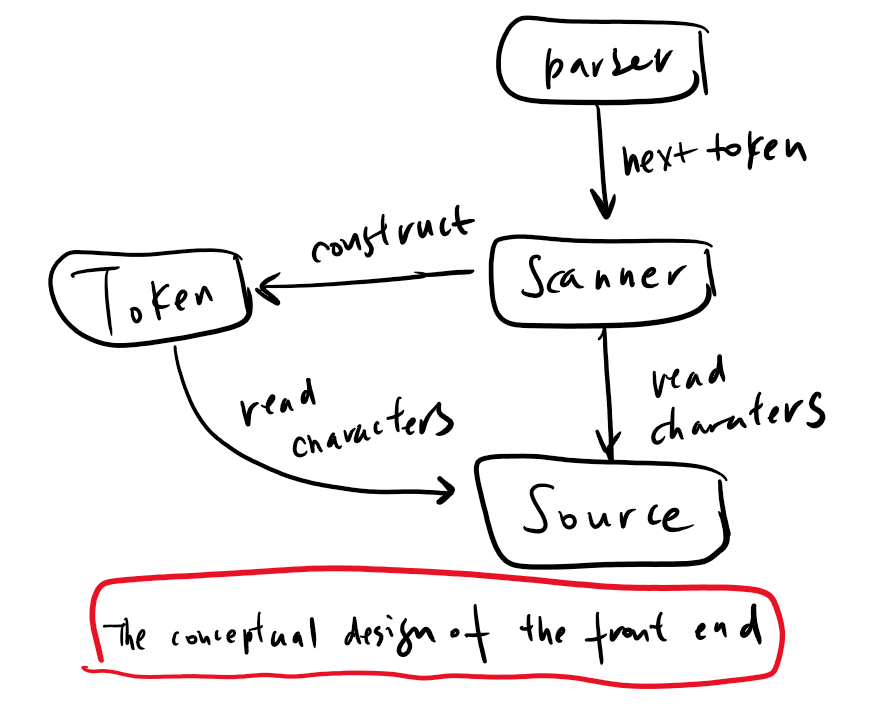 parser
next token
construct
Scanner
Token
read
characters
read
charaters
Source
The conceptual design of the front end